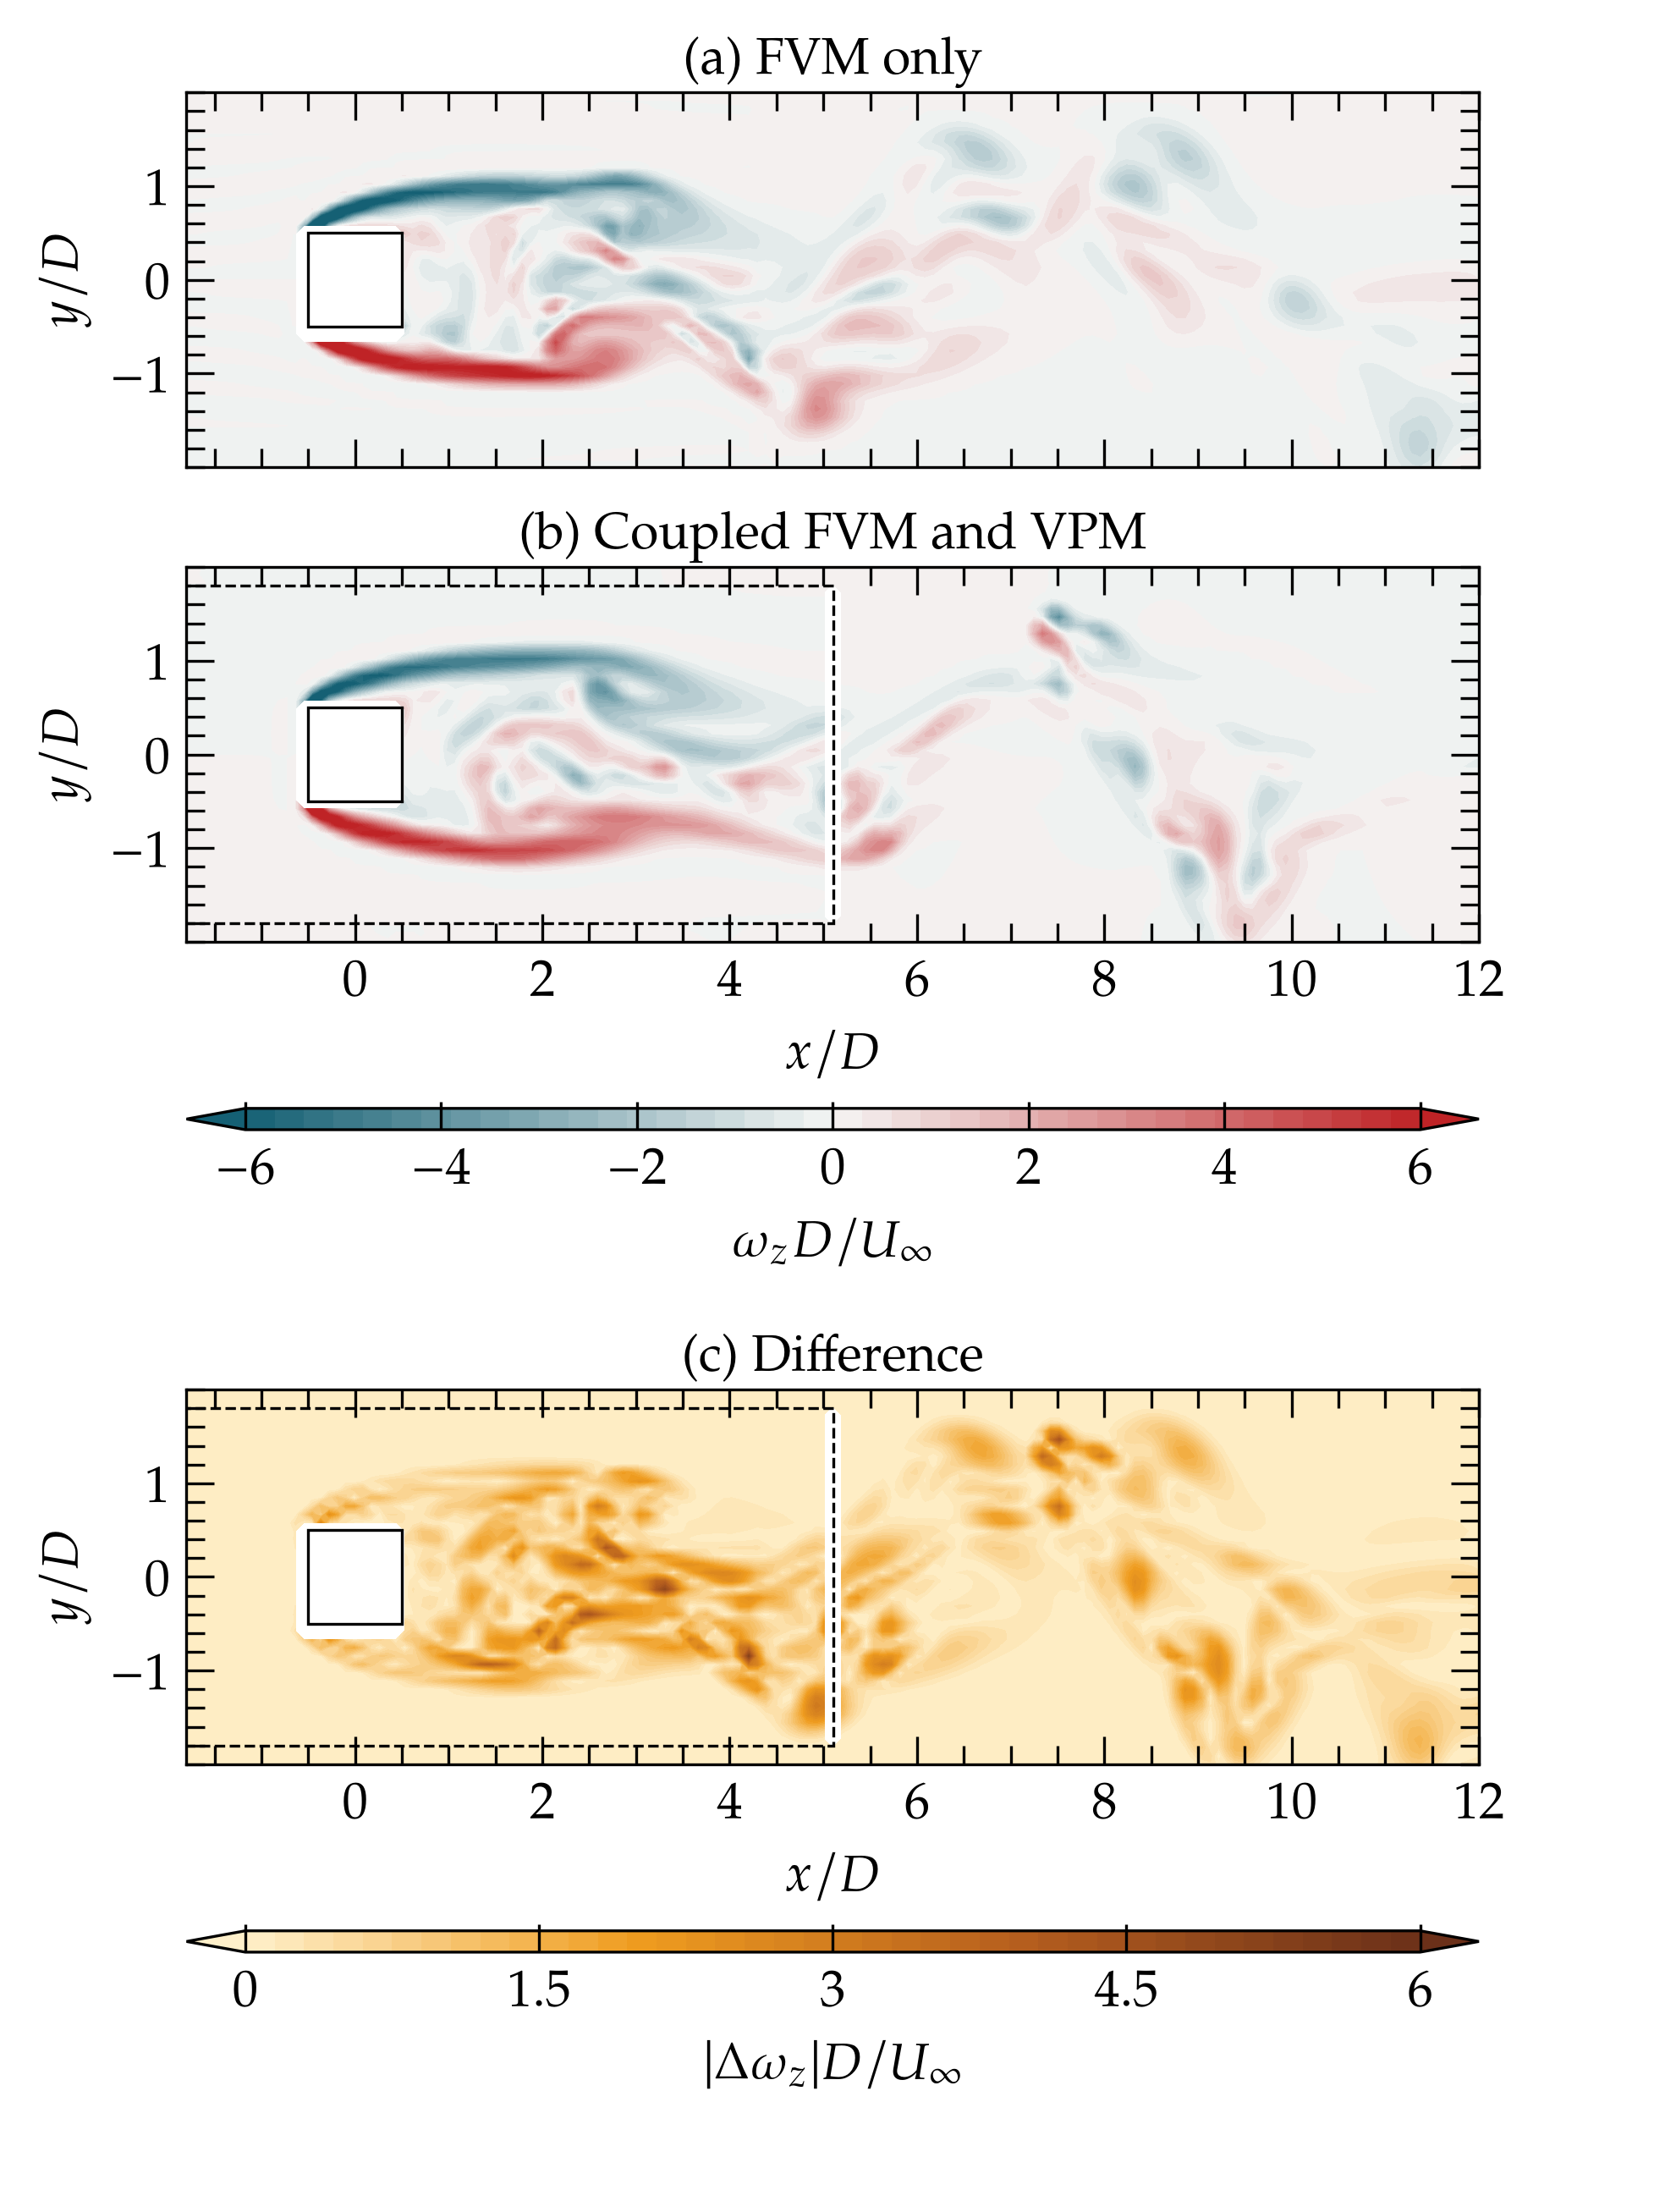 (a) FVM only
1
0
−1
y/D
(b) Coupled FVM and VPM
1
0
−1
y/D
0 2 4 6 8 10 12
x/D
−6 −4 −2 0 2 4 6
ω_z D/U_∞
(c) Difference
1
0
−1
y/D
0 2 4 6 8 10 12
x/D
0 1.5 3 4.5 6
|Δω_z|D/U_∞